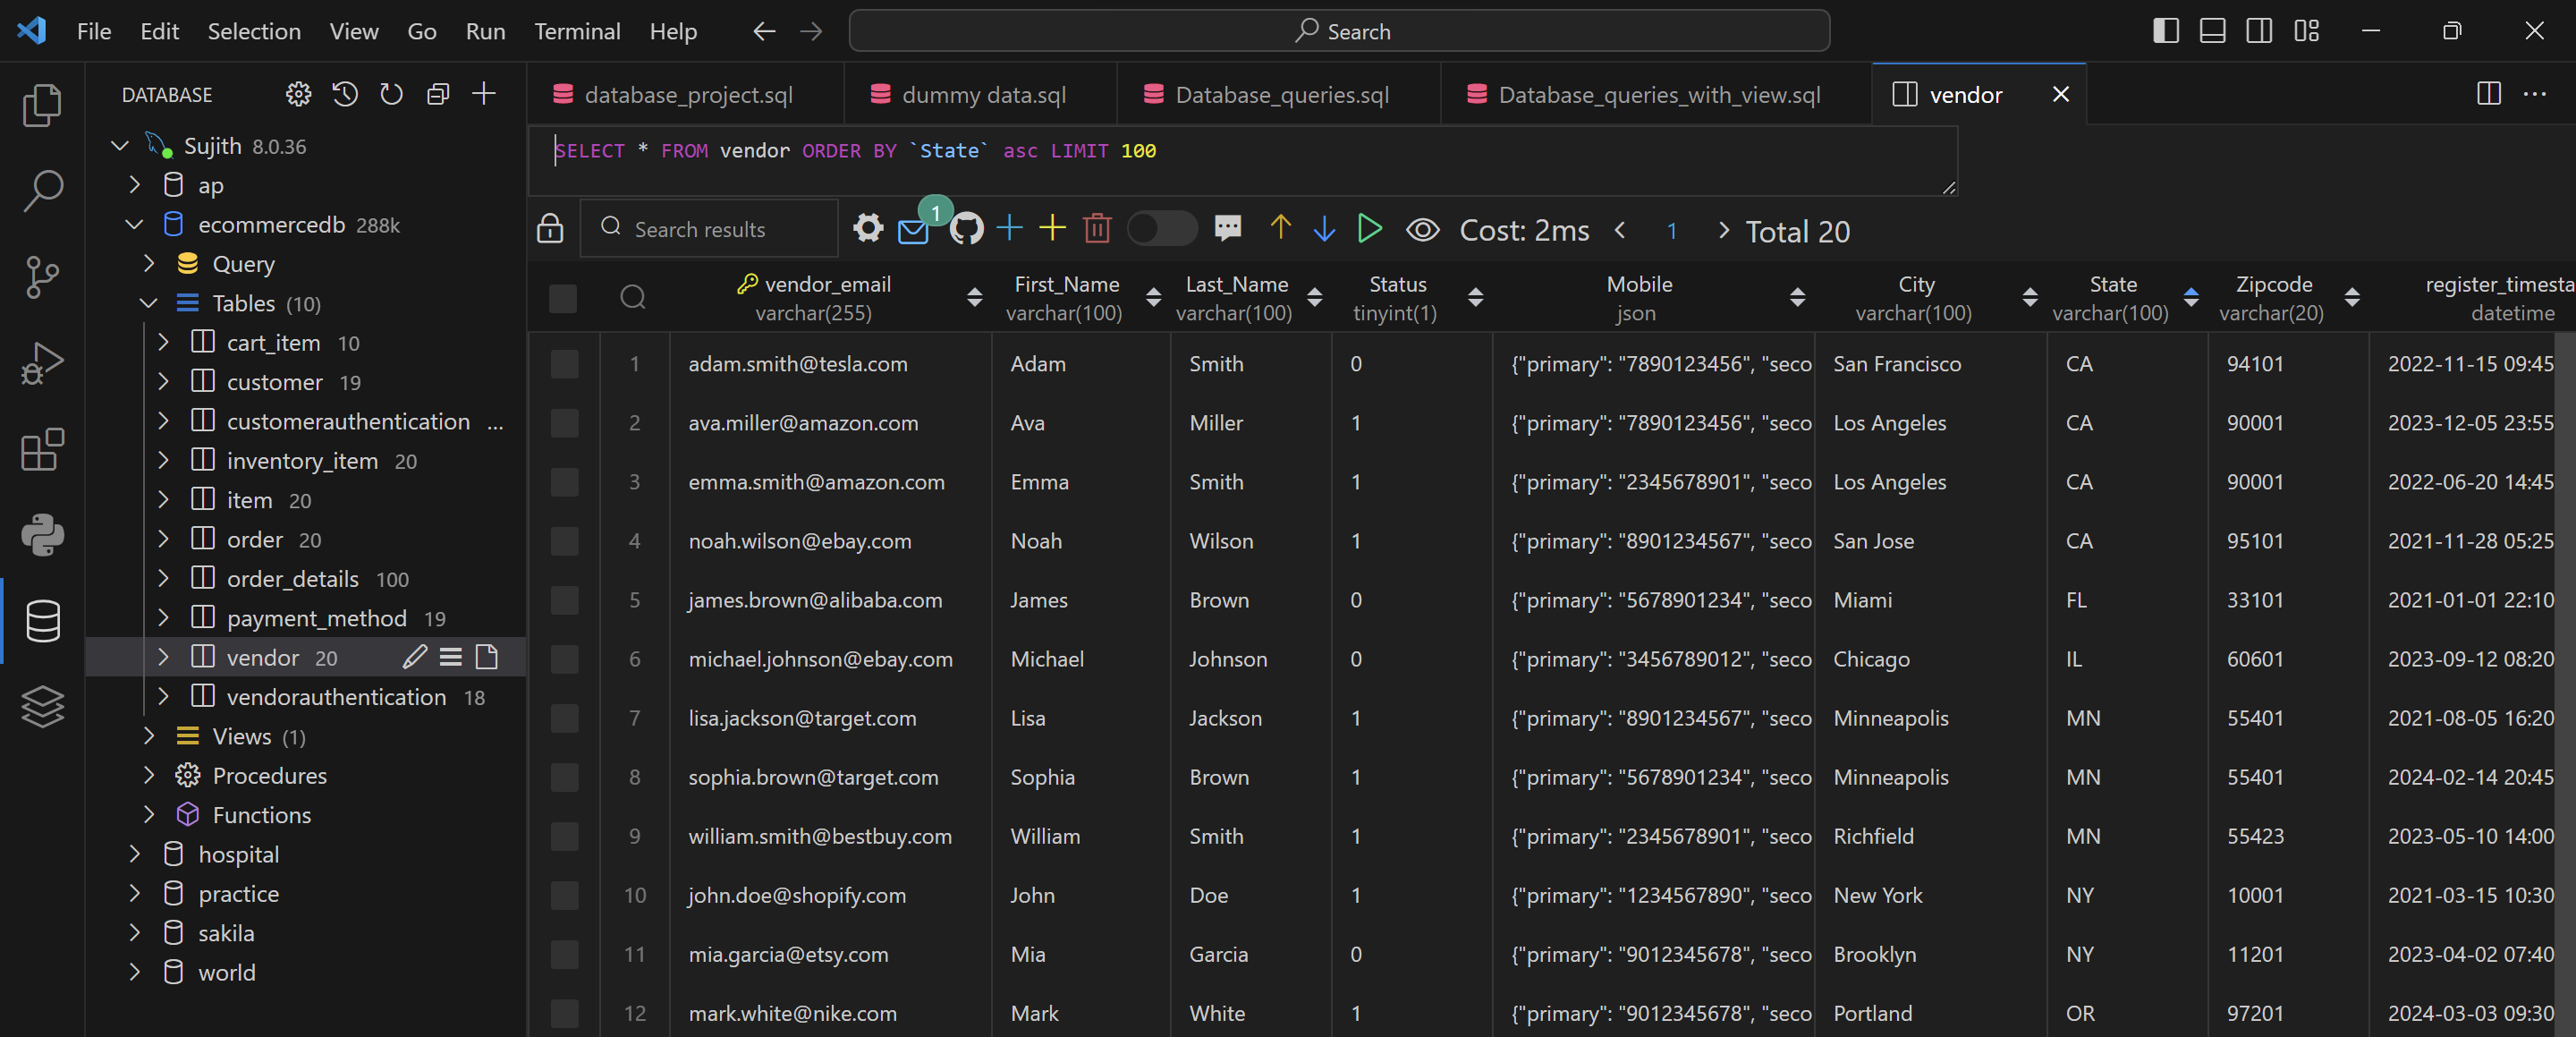 File Edit Selection View Go Run Terminal Help Search
DATABASE
Sujith 8.0.36
ap
ecommercedb 288k
Query
Tables (10)
cart_item 10
customer 19
customerauthentication ...
inventory_item 20
item 20
order 20
order_details 100
payment_method 19
vendor 20
vendorauthentication 18
Views (1)
Procedures
Functions
hospital
practice
sakila
world
database_project.sql dummy data.sql Database_queries.sql Database_queries_with_view.sql vendor
SELECT * FROM vendor ORDER BY `State` asc LIMIT 100
Search results 1 Cost: 2ms < 1 > Total 20
vendor_email First_Name Last_Name Status Mobile City State Zipcode register_timesta
varchar(255) varchar(100) varchar(100) tinyint(1) json varchar(100) varchar(100) varchar(20) datetime
1 adam.smith@tesla.com Adam Smith 0 {"primary": "7890123456", "seco San Francisco CA 94101 2022-11-15 09:45
2 ava.miller@amazon.com Ava Miller 1 {"primary": "7890123456", "seco Los Angeles CA 90001 2023-12-05 23:55
3 emma.smith@amazon.com Emma Smith 1 {"primary": "2345678901", "seco Los Angeles CA 90001 2022-06-20 14:45
4 noah.wilson@ebay.com Noah Wilson 1 {"primary": "8901234567", "seco San Jose CA 95101 2021-11-28 05:25
5 james.brown@alibaba.com James Brown 0 {"primary": "5678901234", "seco Miami FL 33101 2021-01-01 22:10
6 michael.johnson@ebay.com Michael Johnson 0 {"primary": "3456789012", "seco Chicago IL 60601 2023-09-12 08:20
7 lisa.jackson@target.com Lisa Jackson 1 {"primary": "8901234567", "seco Minneapolis MN 55401 2021-08-05 16:20
8 sophia.brown@target.com Sophia Brown 1 {"primary": "5678901234", "seco Minneapolis MN 55401 2024-02-14 20:45
9 william.smith@bestbuy.com William Smith 1 {"primary": "2345678901", "seco Richfield MN 55423 2023-05-10 14:00
10 john.doe@shopify.com John Doe 1 {"primary": "1234567890", "seco New York NY 10001 2021-03-15 10:30
11 mia.garcia@etsy.com Mia Garcia 0 {"primary": "9012345678", "seco Brooklyn NY 11201 2023-04-02 07:40
12 mark.white@nike.com Mark White 1 {"primary": "9012345678", "seco Portland OR 97201 2024-03-03 09:30